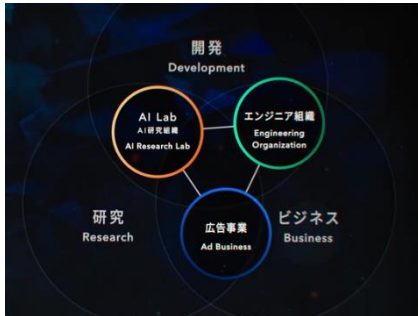 開発
Development
AI Lab
AI研究組織
AI Research Lab
エンジニア組織
Engineering
Organization
研究
Research
広告事業
Ad Business
ビジネス
Business